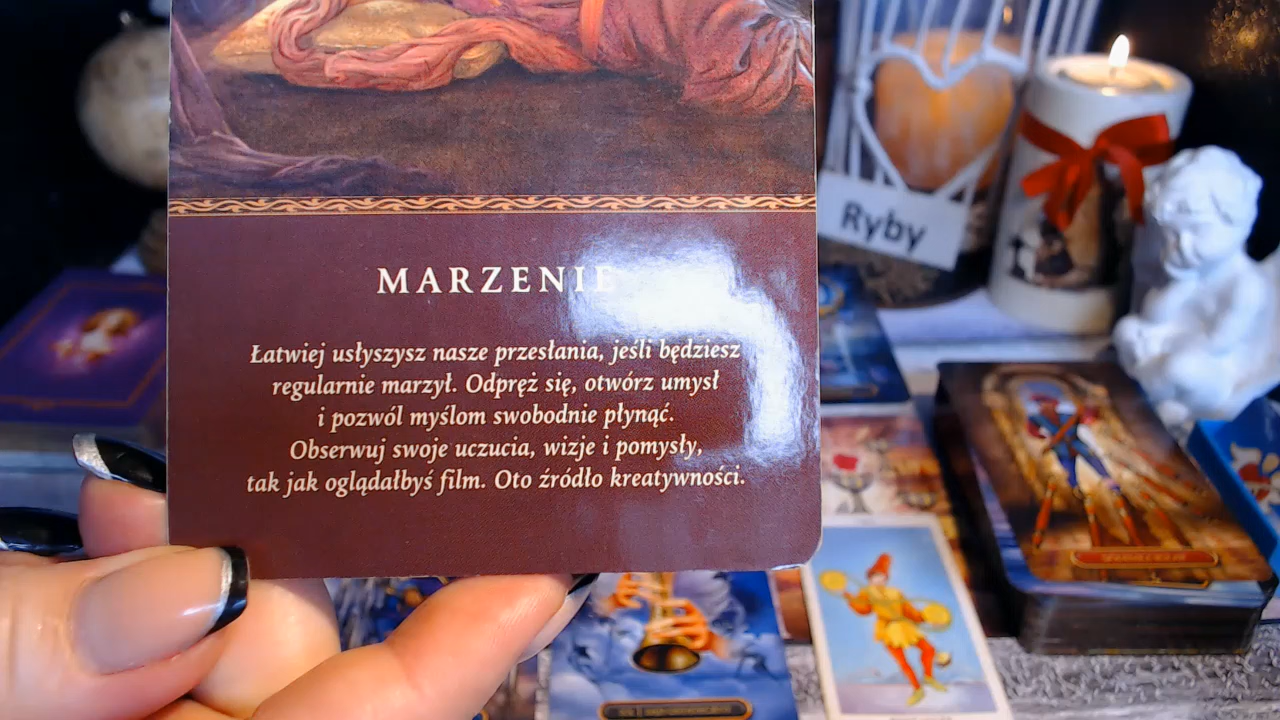 MARZENIE
Łatwiej usłyszysz nasze przesłania, jeśli będziesz
regularnie marzył. Odpręż się, otwórz umysł
i pozwól myślom swobodnie płynąć.
Obserwuj swoje uczucia, wizje i pomysły,
tak jak oglądałbyś film. Oto źródło kreatywności.
Ryby